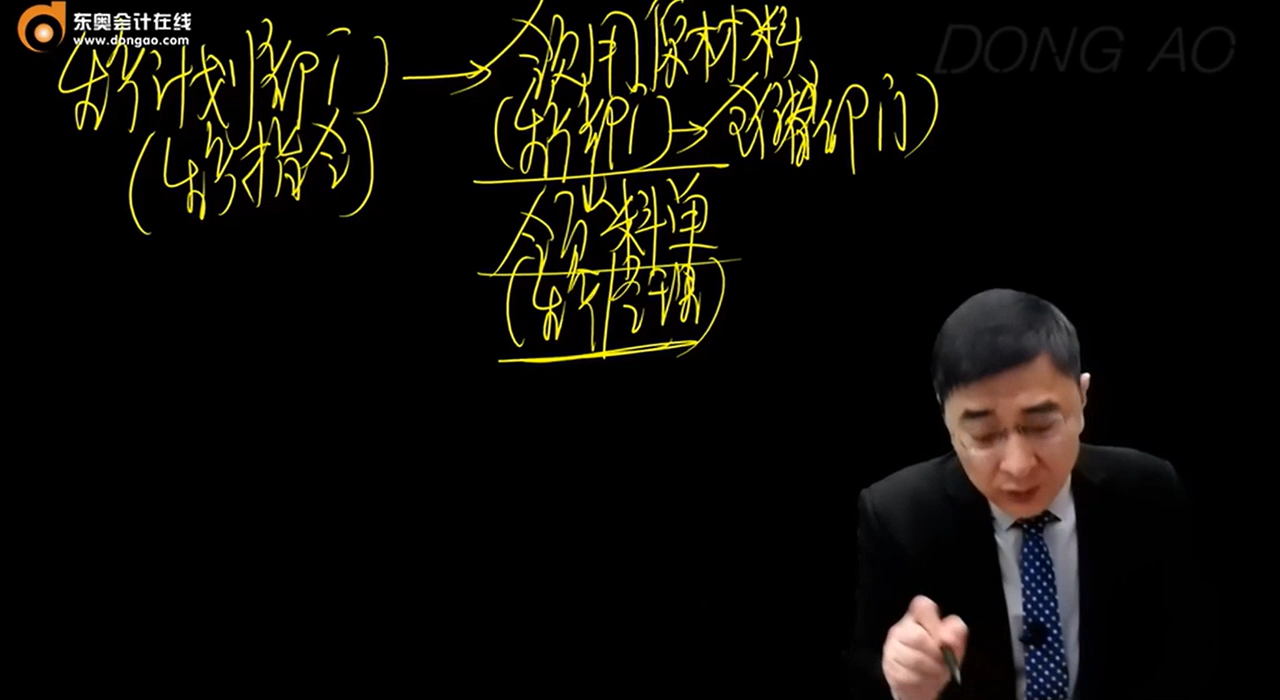 东奥会计在线
www.dongao.com
DONG AO
生产计划部门
(生产指令)
领用原材料
(生产部门→仓储部门)
领料单
(生产经理)